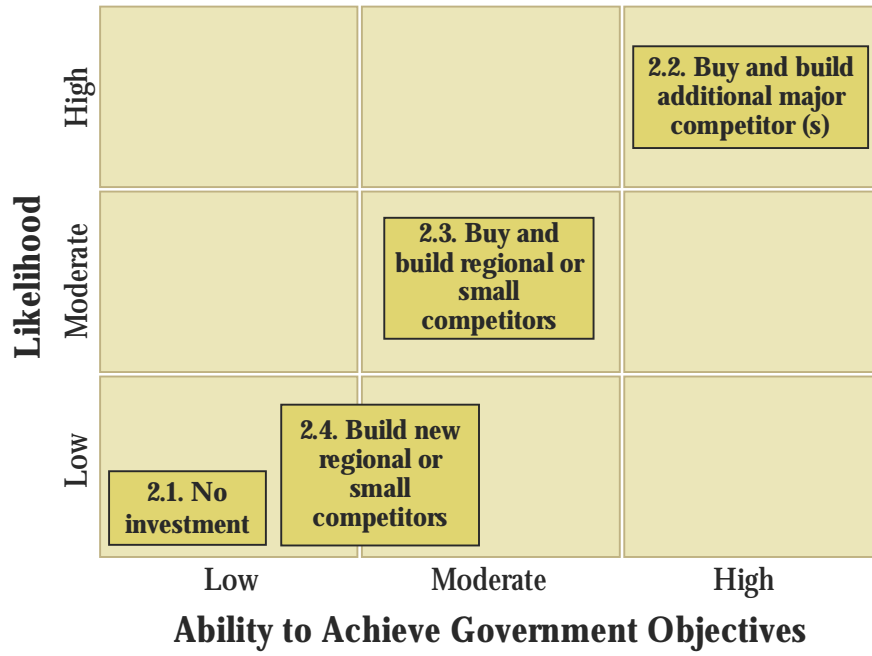 High
2.2. Buy and build
additional major
competitor (s)
Likelihood
Moderate
2.3. Buy and
build regional or
small
competitors
Low
2.4. Build new
regional or
small
competitors
2.1. No
investment
Low
Moderate
High
Ability to Achieve Government Objectives